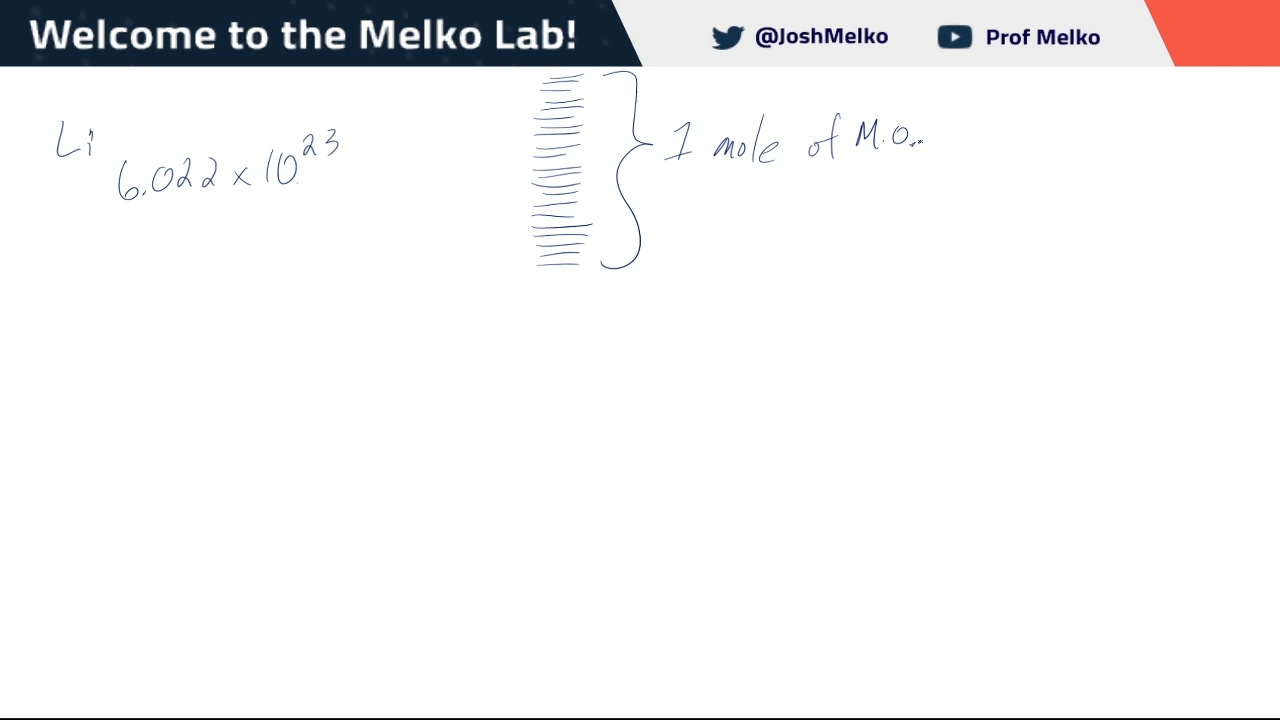 Welcome to the Melko Lab!
@JoshMelko
Prof Melko
Li
6.022 x 10^23
1 mole of M.O.